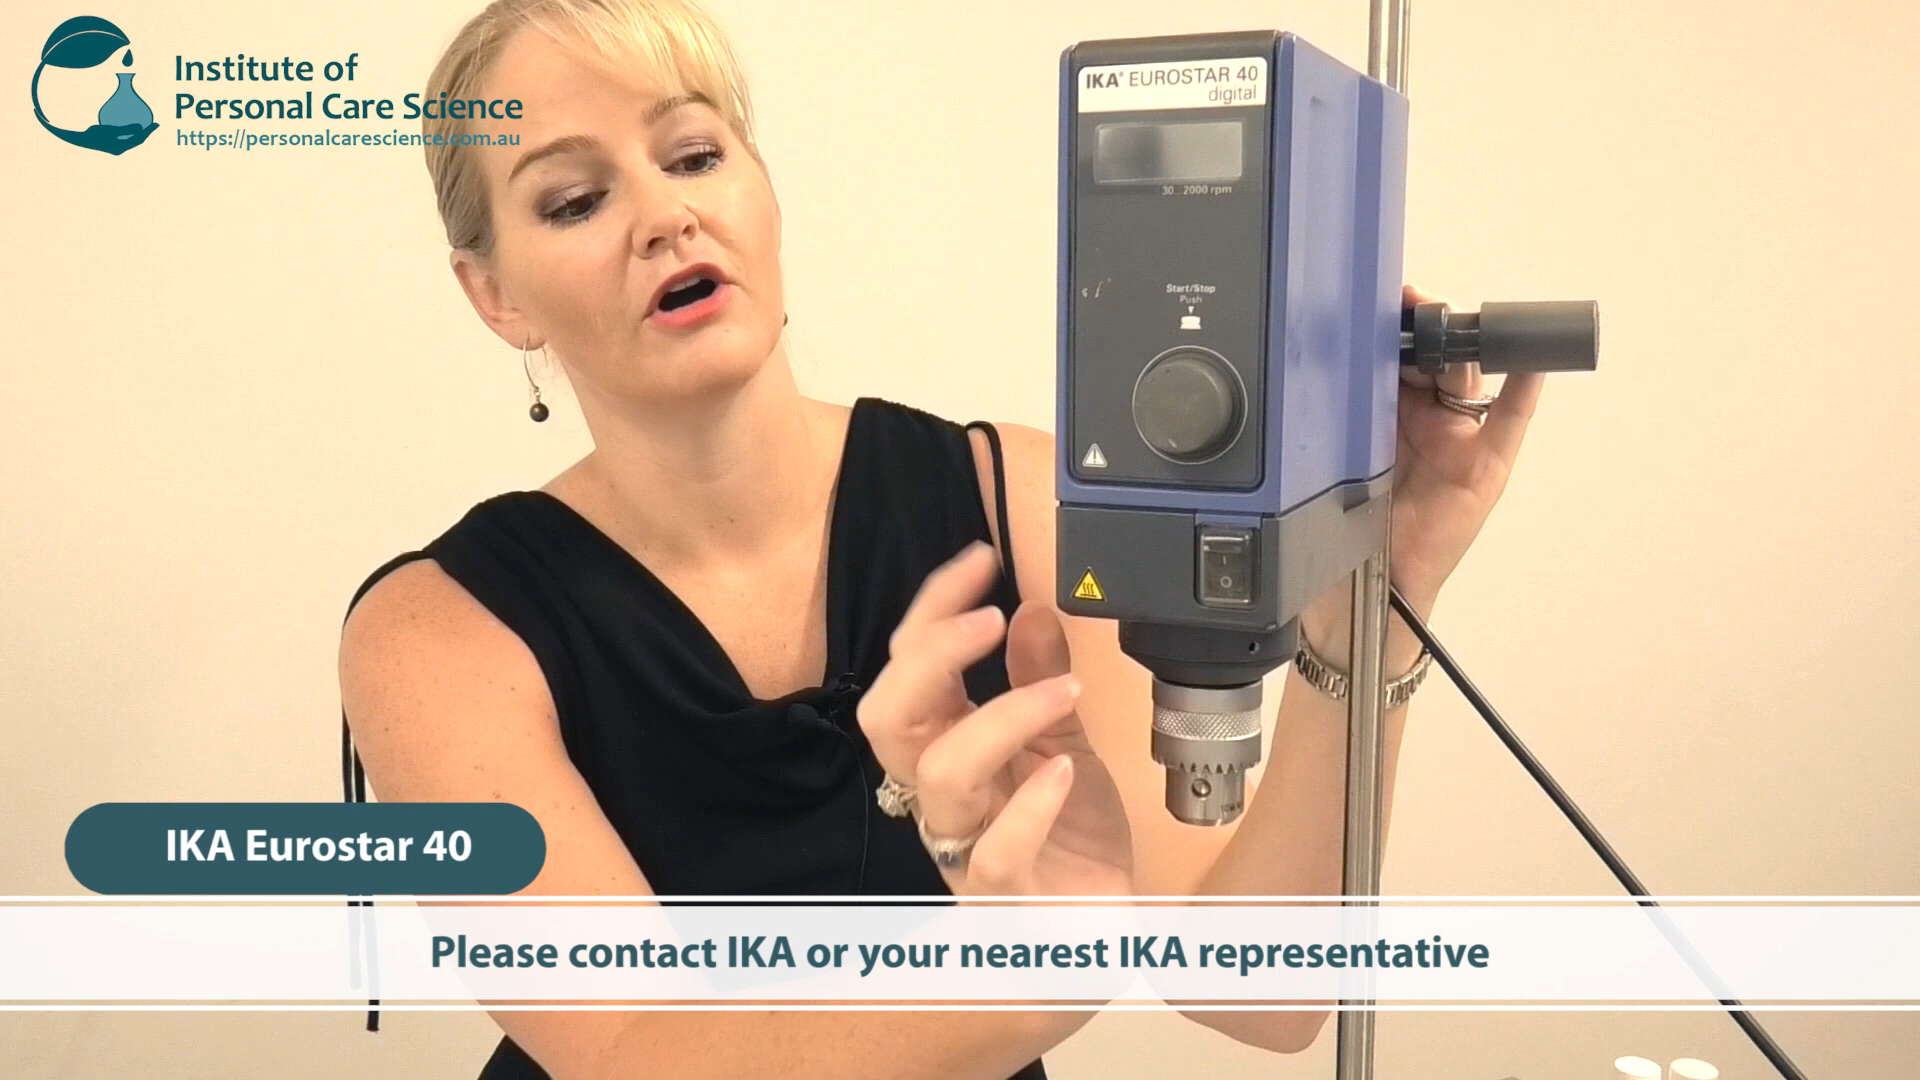 Institute of
Personal Care Science
https://personalcarescience.com.au
IKA® EUROSTAR 40
digital
30...2000 rpm
Start/Stop
Push
I
O
IKA Eurostar 40
Please contact IKA or your nearest IKA representative